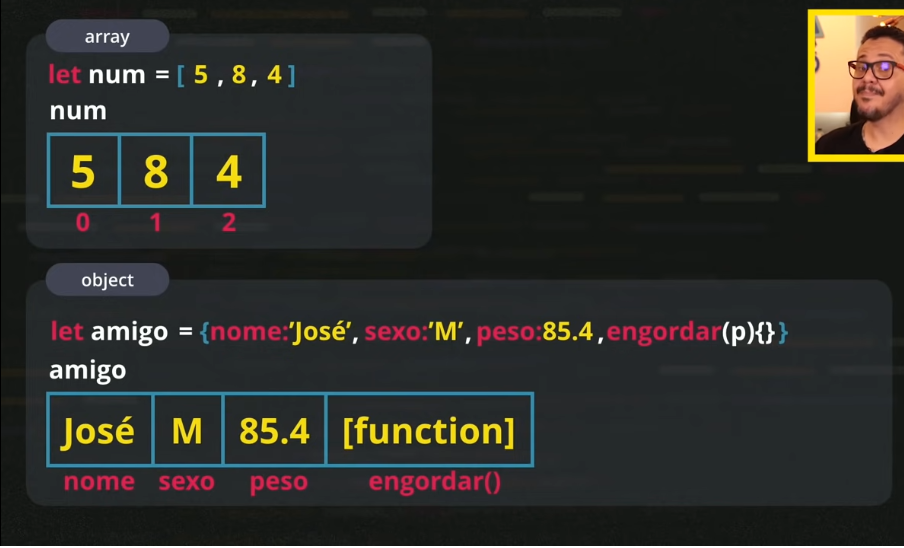 array
let num = [ 5 , 8 , 4 ]
num
5 8 4
0 1 2
object
let amigo = {nome:’José’, sexo:’M’, peso:85.4 ,engordar(p){} }
amigo
José M 85.4 [function]
nome sexo peso engordar()